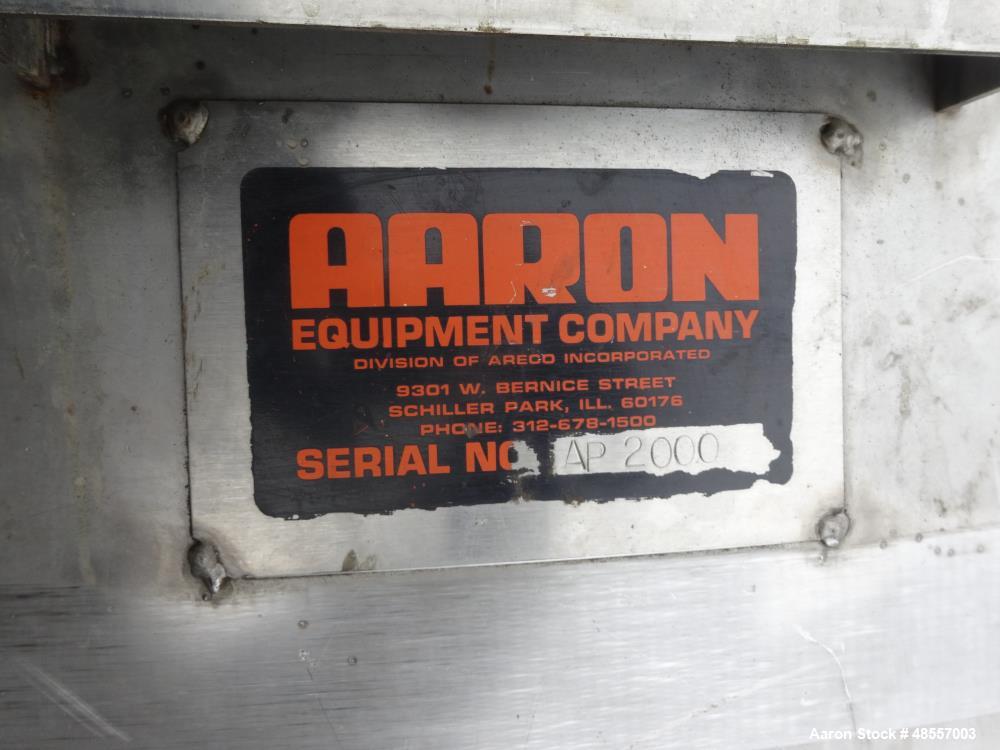 AARON
EQUIPMENT COMPANY
DIVISION OF ARECO INCORPORATED
9301 W. BERNICE STREET
SCHILLER PARK, ILL. 60176
PHONE: 312-678-1500
SERIAL NO AP 2000
Aaron Stock # 48557003